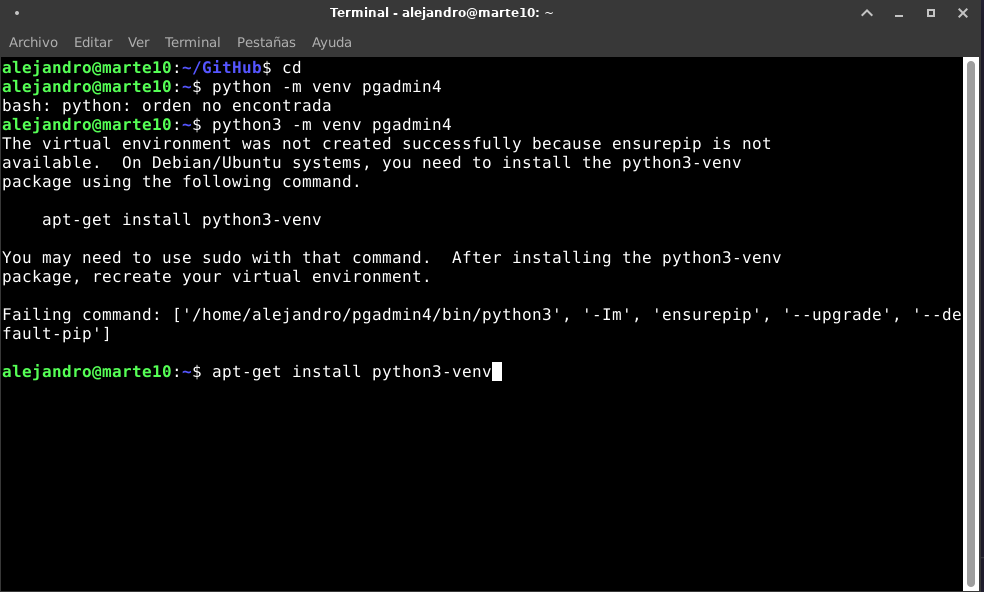 Terminal - alejandro@marte10: ~
Archivo Editar Ver Terminal Pestañas Ayuda
alejandro@marte10:~/GitHub$ cd
alejandro@marte10:~$ python -m venv pgadmin4
bash: python: orden no encontrada
alejandro@marte10:~$ python3 -m venv pgadmin4
The virtual environment was not created successfully because ensurepip is not
available.  On Debian/Ubuntu systems, you need to install the python3-venv
package using the following command.

    apt-get install python3-venv

You may need to use sudo with that command.  After installing the python3-venv
package, recreate your virtual environment.

Failing command: ['/home/alejandro/pgadmin4/bin/python3', '-Im', 'ensurepip', '--upgrade', '--de
fault-pip']

alejandro@marte10:~$ apt-get install python3-venv